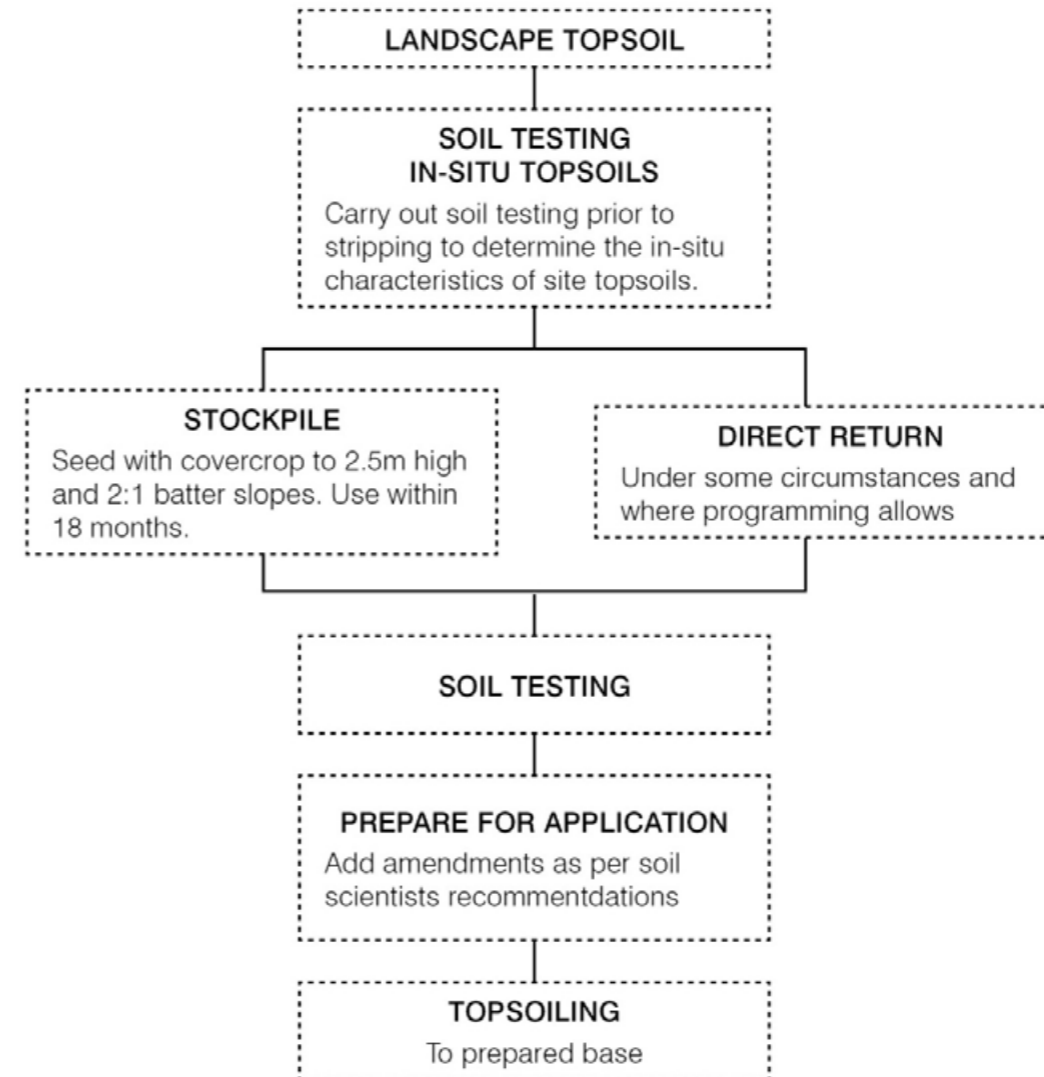 LANDSCAPE TOPSOIL
SOIL TESTING
IN-SITU TOPSOILS
Carry out soil testing prior to
stripping to determine the in-situ
characteristics of site topsoils.
STOCKPILE
Seed with covercrop to 2.5m high
and 2:1 batter slopes. Use within
18 months.
DIRECT RETURN
Under some circumstances and
where programming allows
SOIL TESTING
PREPARE FOR APPLICATION
Add amendments as per soil
scientists recommentdations
TOPSOILING
To prepared base